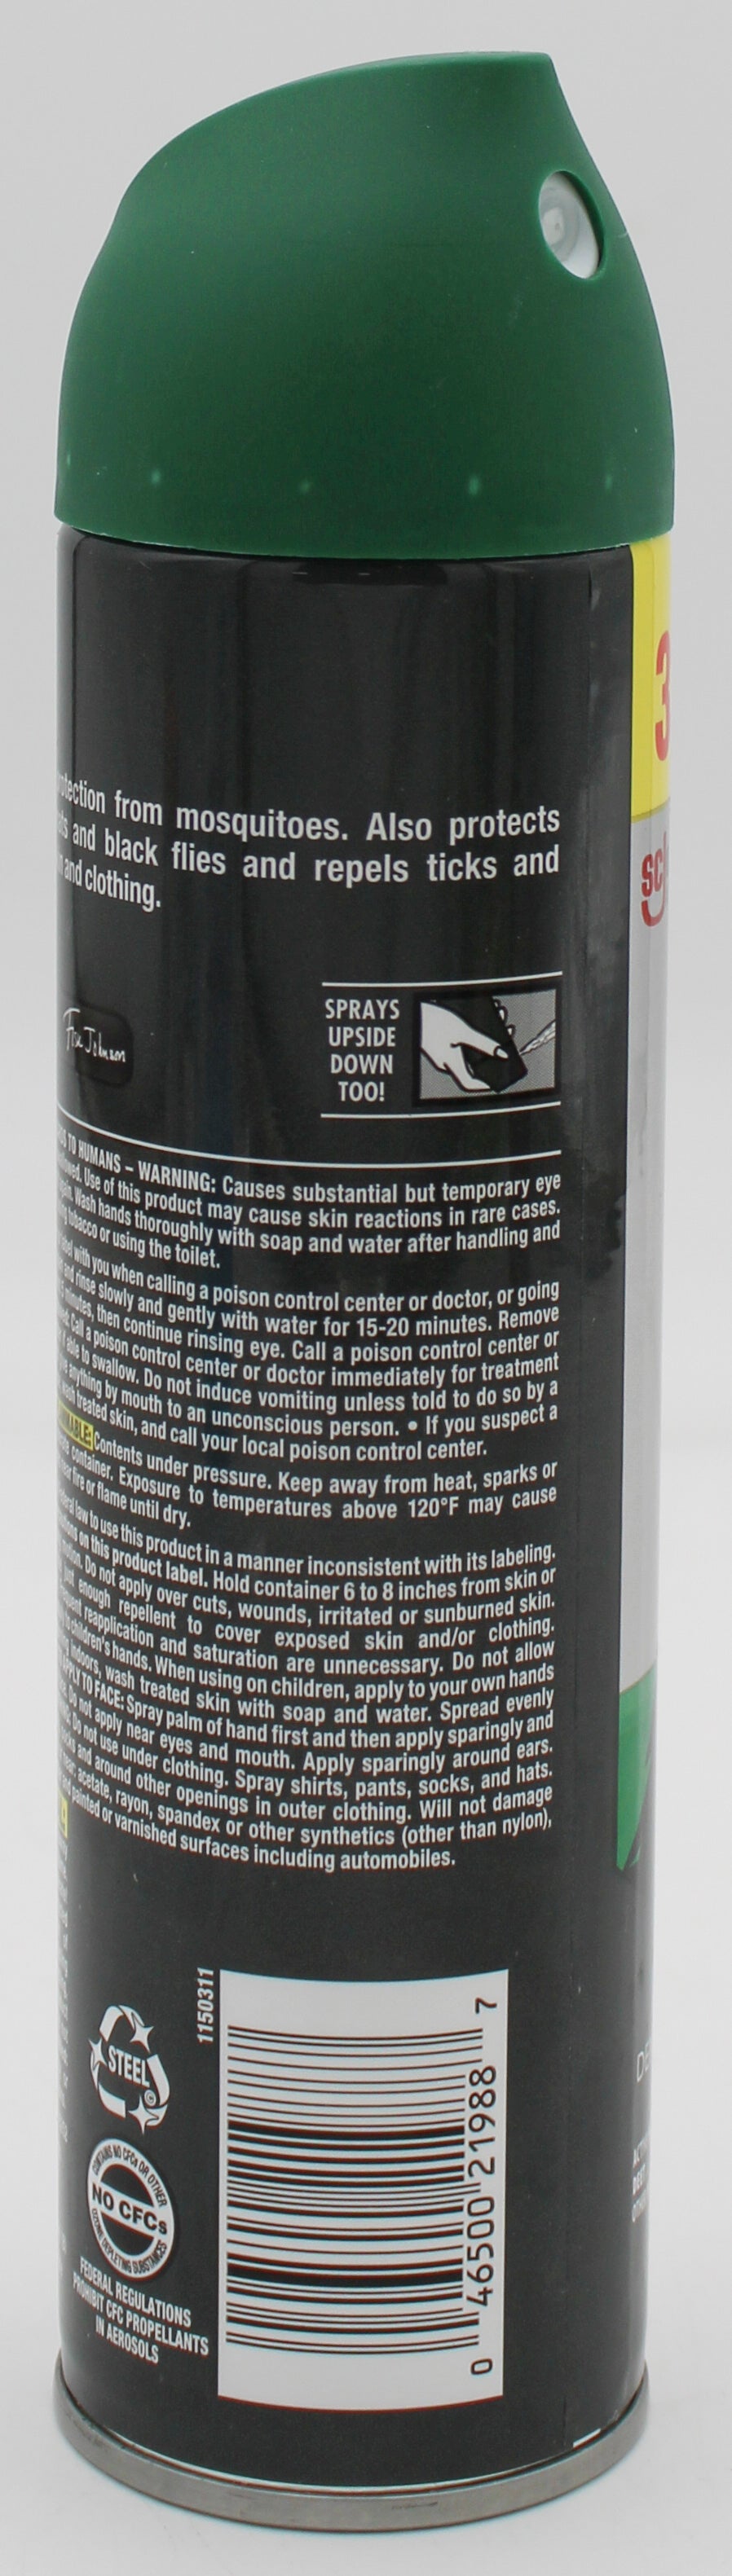 from mosquitoes. Also protects
and black flies and repels ticks and
and clothing.
SPRAYS
UPSIDE
DOWN
TOO!
TO HUMANS – WARNING: Causes substantial but temporary eye
Use of this product may cause skin reactions in rare cases.
Wash hands thoroughly with soap and water after handling and
tobacco or using the toilet.
with you when calling a poison control center or doctor, or going
and rinse slowly and gently with water for 15-20 minutes. Remove
minutes, then continue rinsing eye. Call a poison control center or
Call a poison control center or doctor immediately for treatment
to swallow. Do not induce vomiting unless told to do so by a
anything by mouth to an unconscious person. • If you suspect a
treated skin, and call your local poison control center.
Contents under pressure. Keep away from heat, sparks or
container. Exposure to temperatures above 120°F may cause
fire or flame until dry.
law to use this product in a manner inconsistent with its labeling.
on this product label. Hold container 6 to 8 inches from skin or
Do not apply over cuts, wounds, irritated or sunburned skin.
enough repellent to cover exposed skin and/or clothing.
reapplication and saturation are unnecessary. Do not allow
children's hands. When using on children, apply to your own hands
indoors, wash treated skin with soap and water. Spread evenly
APPLY TO FACE: Spray palm of hand first and then apply sparingly and
Do not apply near eyes and mouth. Apply sparingly around ears.
Do not use under clothing. Spray shirts, pants, socks, and hats.
and around other openings in outer clothing. Will not damage
acetate, rayon, spandex or other synthetics (other than nylon),
painted or varnished surfaces including automobiles.
1150311
STEEL
CONTAINS NO CFCs OR OTHER
NO CFCs
OZONE DEPLETING SUBSTANCES
FEDERAL REGULATIONS
PROHIBIT CFC PROPELLANTS
IN AEROSOLS
0 46500 21988 7
3